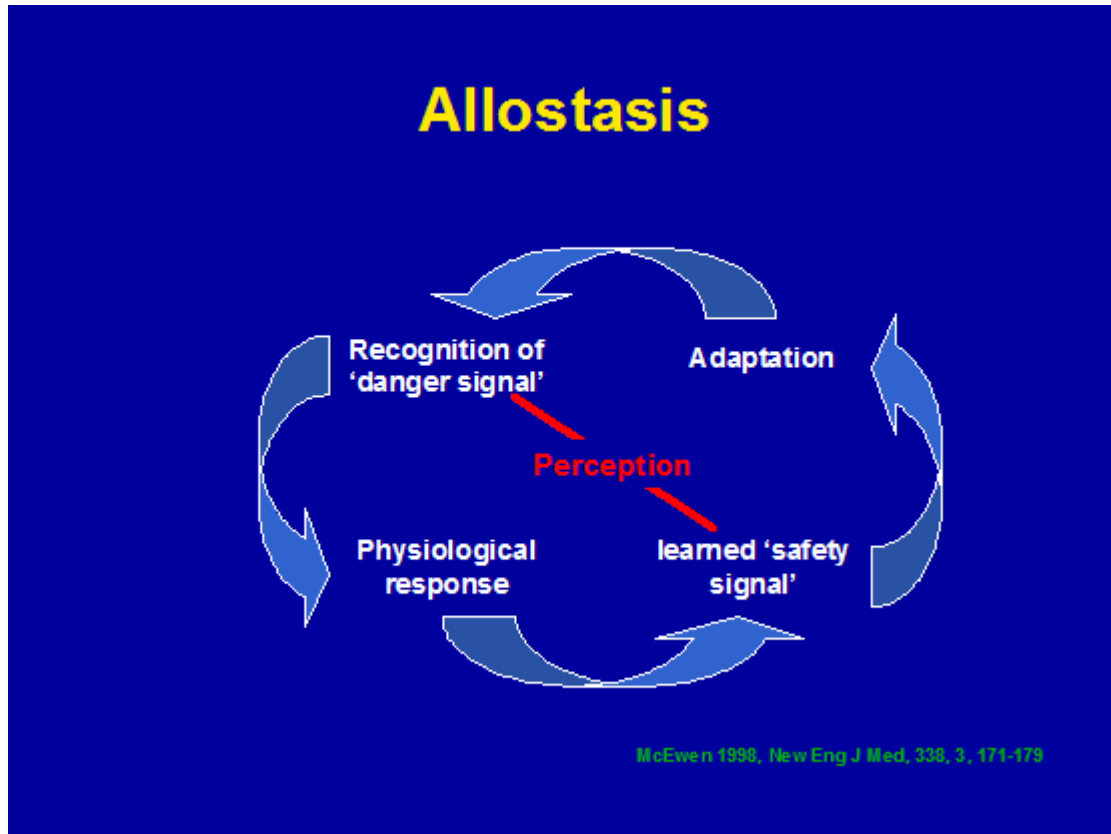 Allostasis
Recognition of
‘danger signal’
Adaptation
Perception
Physiological
response
learned ‘safety
signal’
McEwen 1998, New Eng J Med, 338, 3, 171-179